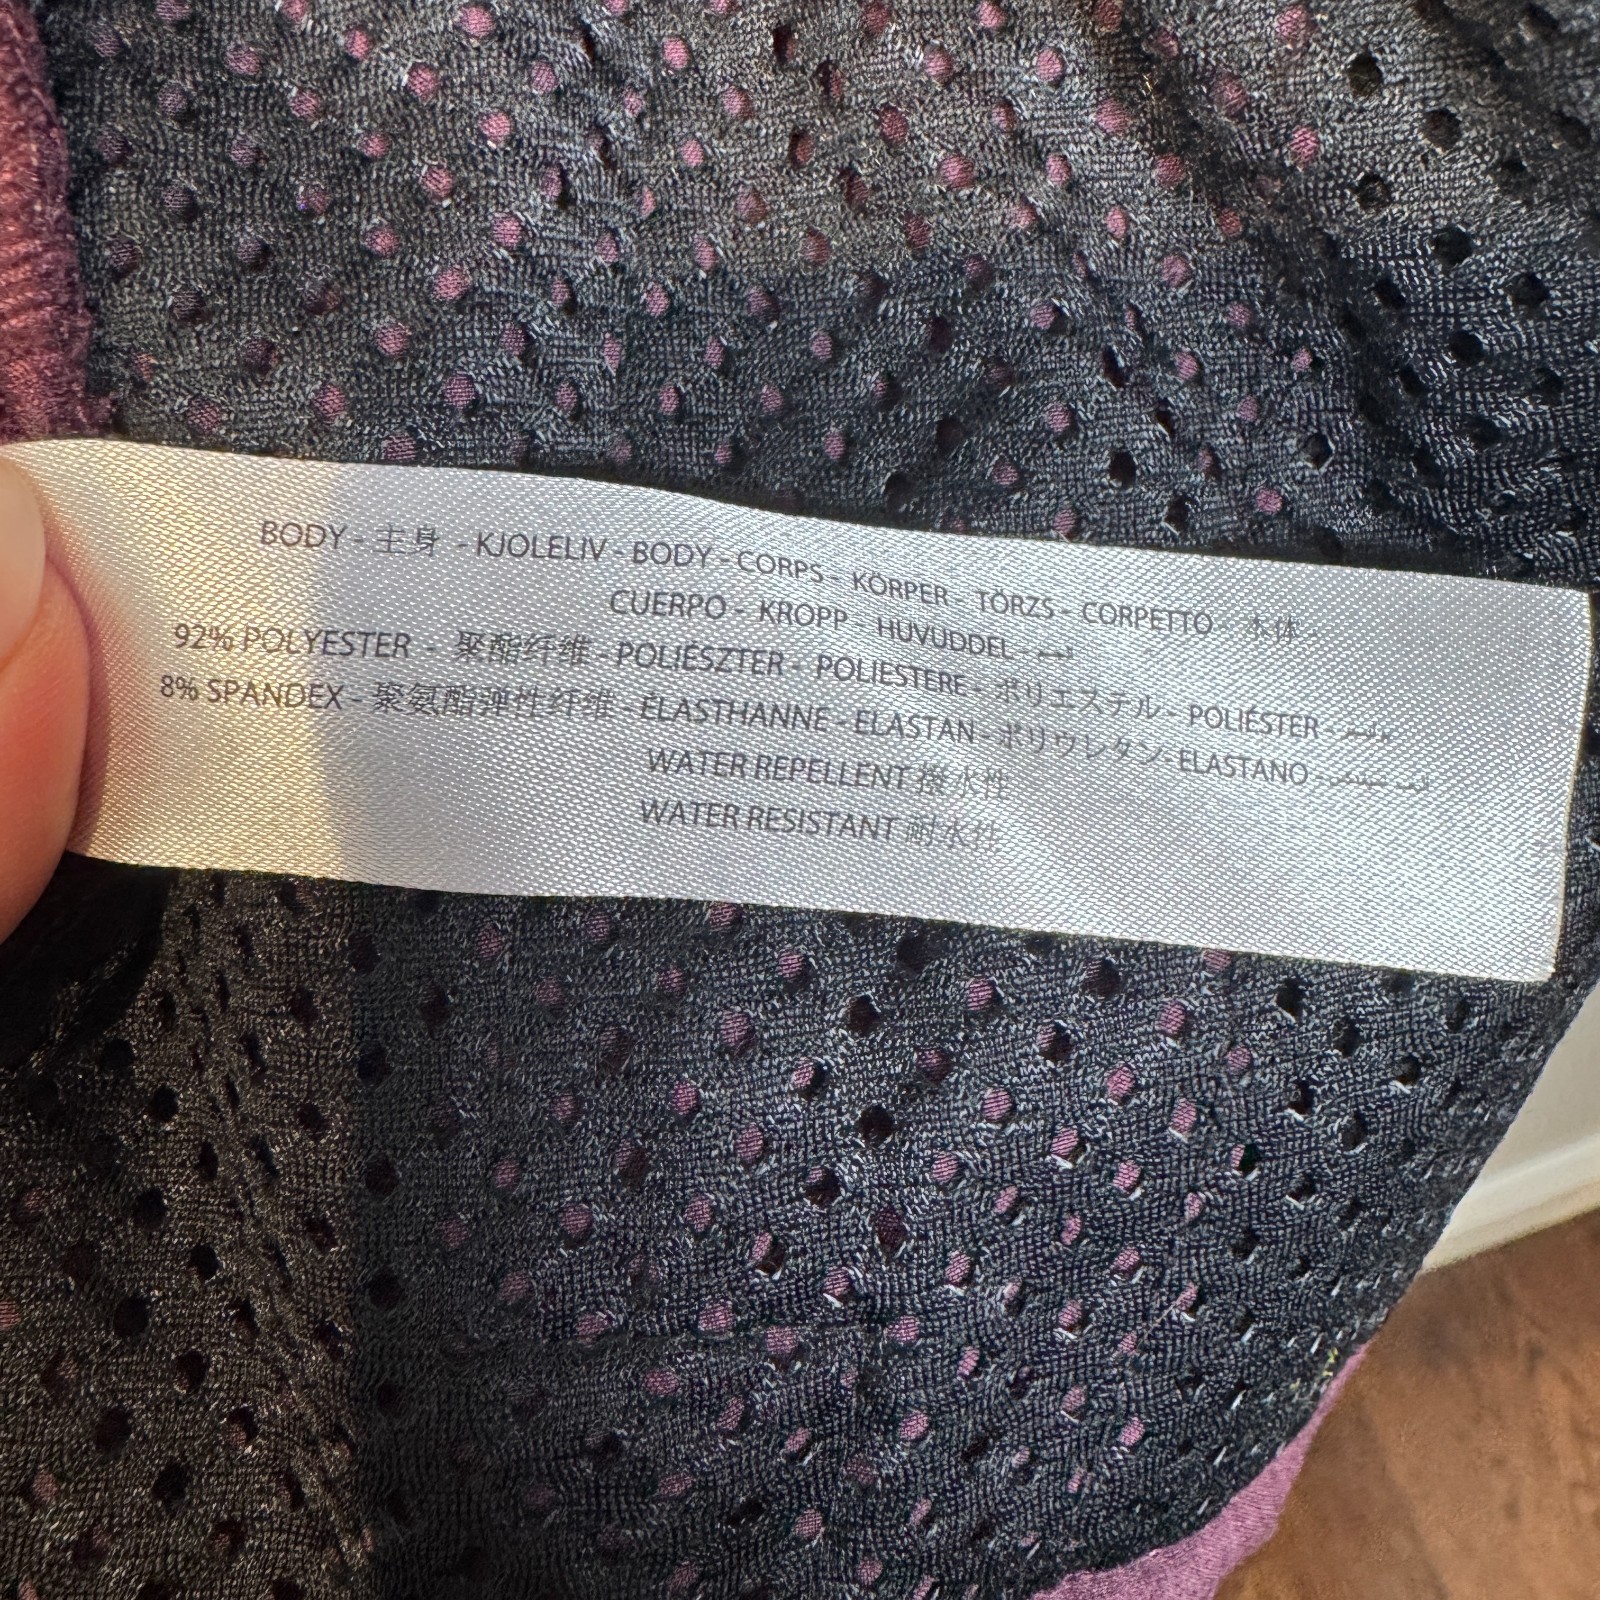 BODY - 主身 - KJOLELIV - BODY - CORPS - KÖRPER - TÖRZS - CORPETTO - 本体 -
CUERPO - KROPP - HUVUDDEL -
92% POLYESTER - 聚酯纤维 - POLIÉSZTER - POLIESTERE - ポリエステル - POLIÉSTER -
8% SPANDEX - 聚氨酯弹性纤维 - ÉLASTHANNE - ELASTAN - ポリウレタン - ELASTANO -
WATER REPELLENT 撥水性
WATER RESISTANT 耐水性